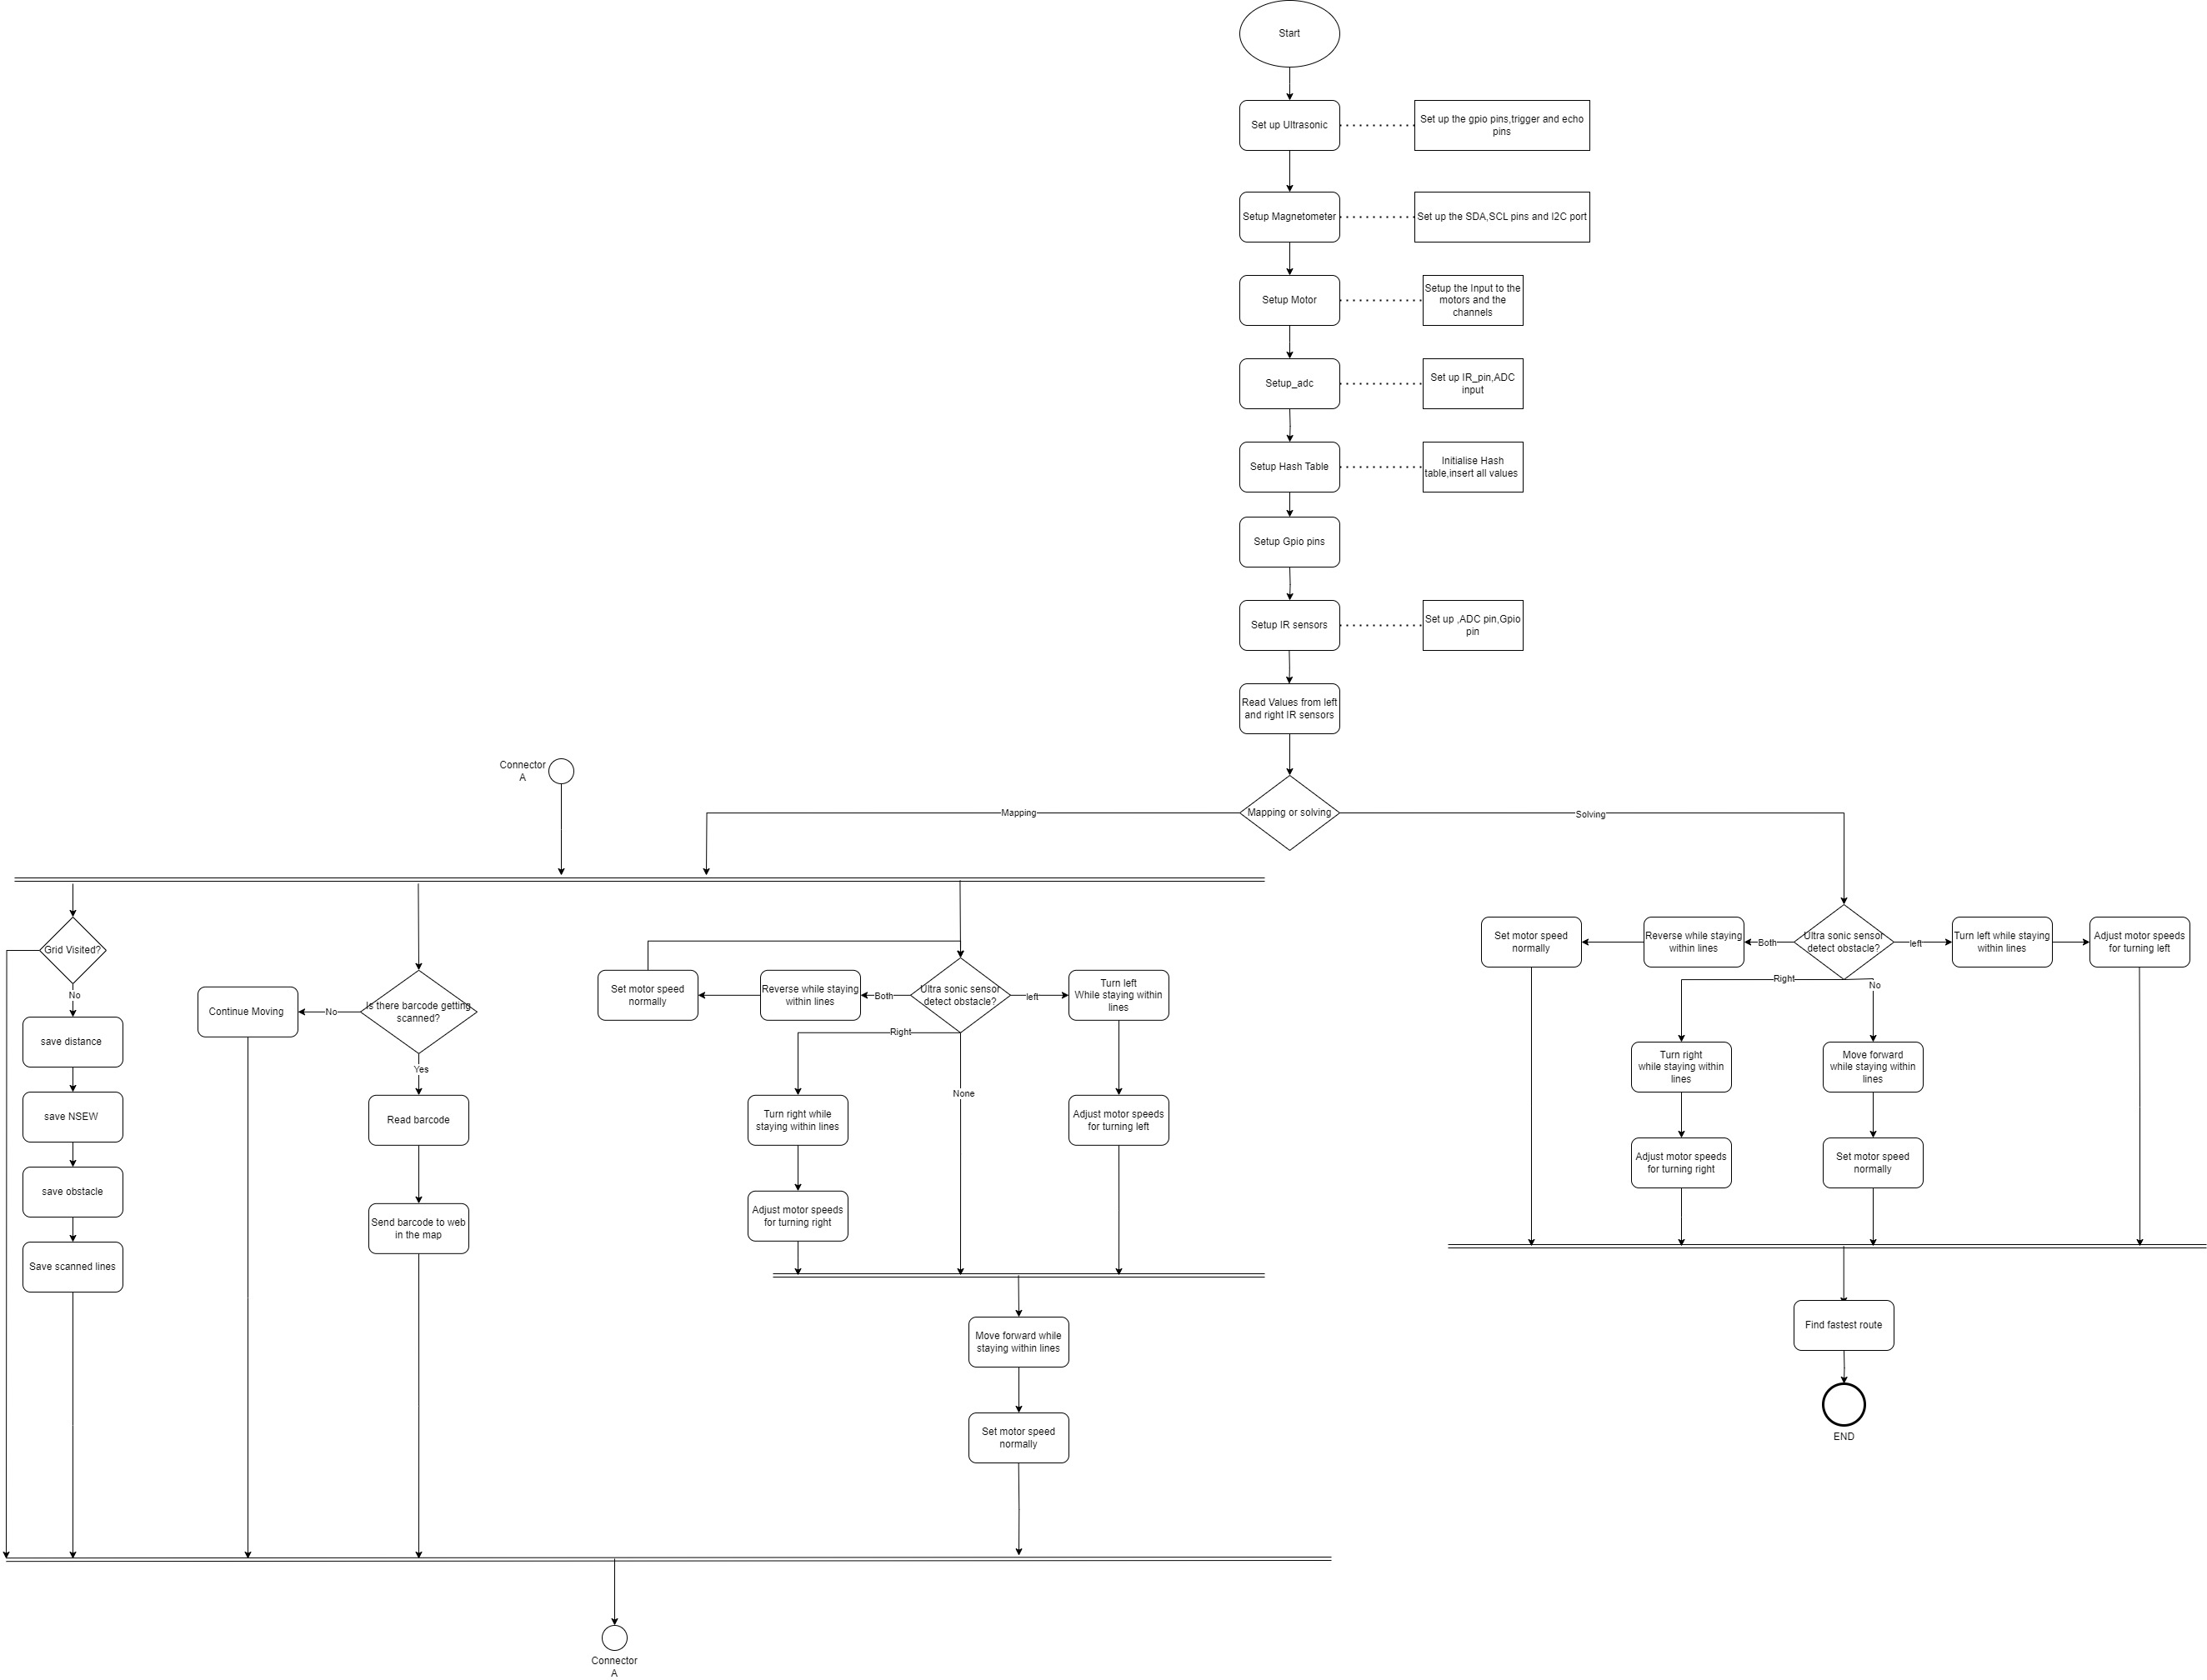 Start
Set up Ultrasonic
Set up the gpio pins,trigger and echo
pins
Setup Magnetometer
Set up the SDA,SCL pins and I2C port
Setup Motor
Setup the Input to the
motors and the
channels
Setup_adc
Set up IR_pin,ADC
input
Setup Hash Table
Initialise Hash
table,insert all values
Setup Gpio pins
Setup IR sensors
Set up ,ADC pin,Gpio
pin
Read Values from left
and right IR sensors
Connector
A
Mapping
Mapping or solving
Solving
Grid Visited?
No
save distance
save NSEW
save obstacle
Save scanned lines
Continue Moving
No
Is there barcode getting
scanned?
Yes
Read barcode
Send barcode to web
in the map
Set motor speed
normally
Reverse while staying
within lines
Both
Ultra sonic sensor
detect obstacle?
left
Turn left
While staying within
lines
Right
None
Turn right while
staying within lines
Adjust motor speeds
for turning left
Adjust motor speeds
for turning right
Move forward while
staying within lines
Set motor speed
normally
Set motor speed
normally
Reverse while staying
within lines
Both
Ultra sonic sensor
detect obstacle?
left
Turn left while staying
within lines
Adjust motor speeds
for turning left
Right
No
Turn right
while staying within
lines
Move forward
while staying within
lines
Adjust motor speeds
for turning right
Set motor speed
normally
Find fastest route
END
Connector
A